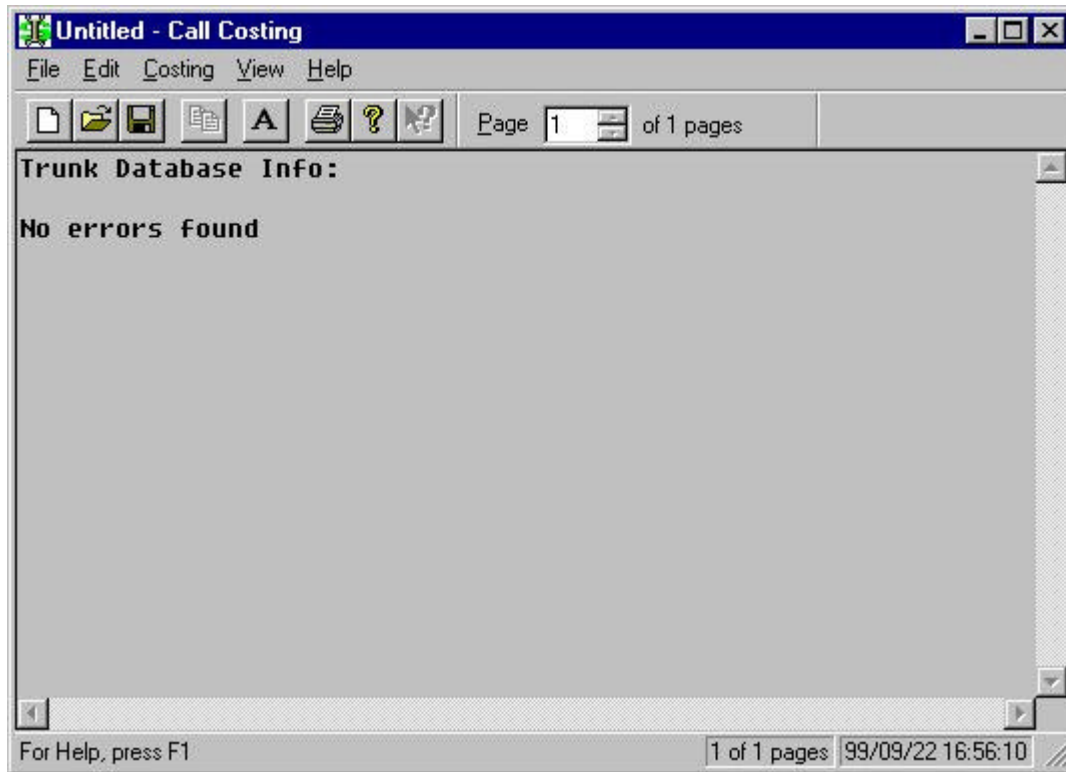 Untitled - Call Costing
File Edit Costing View Help
A ? ? Page 1 of 1 pages
Trunk Database Info:
No errors found
For Help, press F1 1 of 1 pages 99/09/22 16:56:10